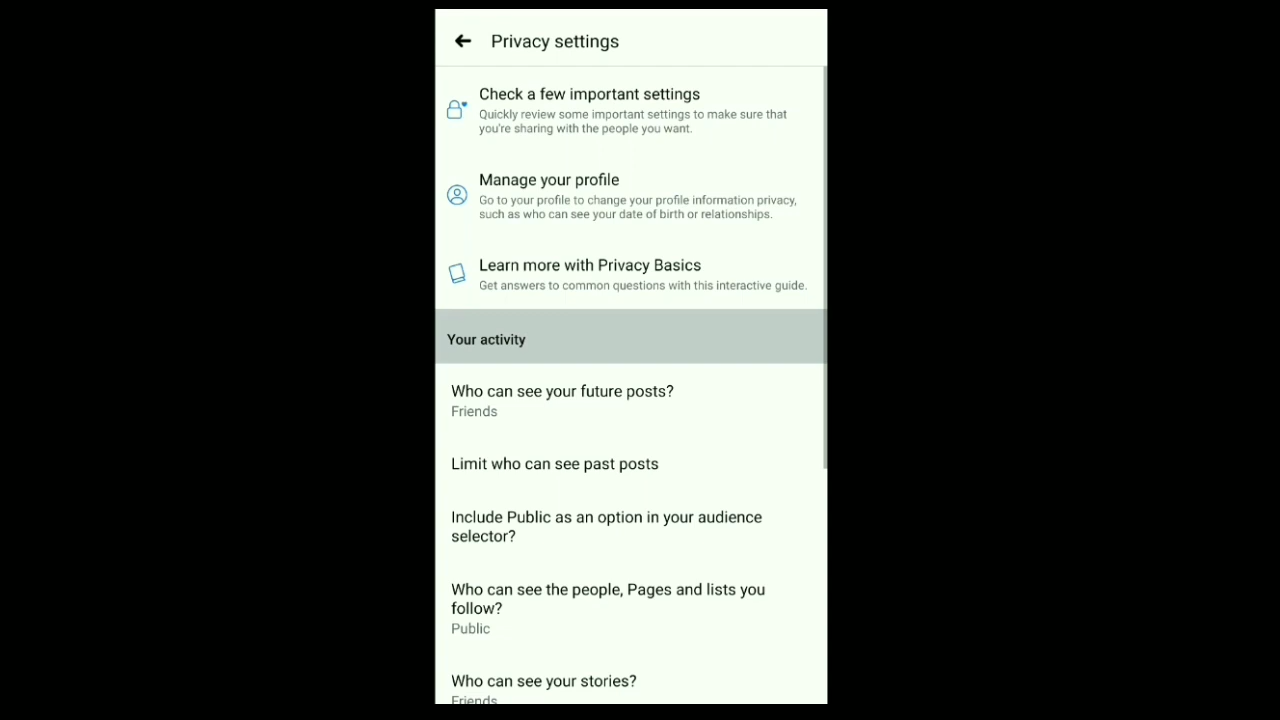 Privacy settings
Check a few important settings
Quickly review some important settings to make sure that
you're sharing with the people you want.
Manage your profile
Go to your profile to change your profile information privacy,
such as who can see your date of birth or relationships.
Learn more with Privacy Basics
Get answers to common questions with this interactive guide.
Your activity
Who can see your future posts?
Friends
Limit who can see past posts
Include Public as an option in your audience
selector?
Who can see the people, Pages and lists you
follow?
Public
Who can see your stories?
Friends